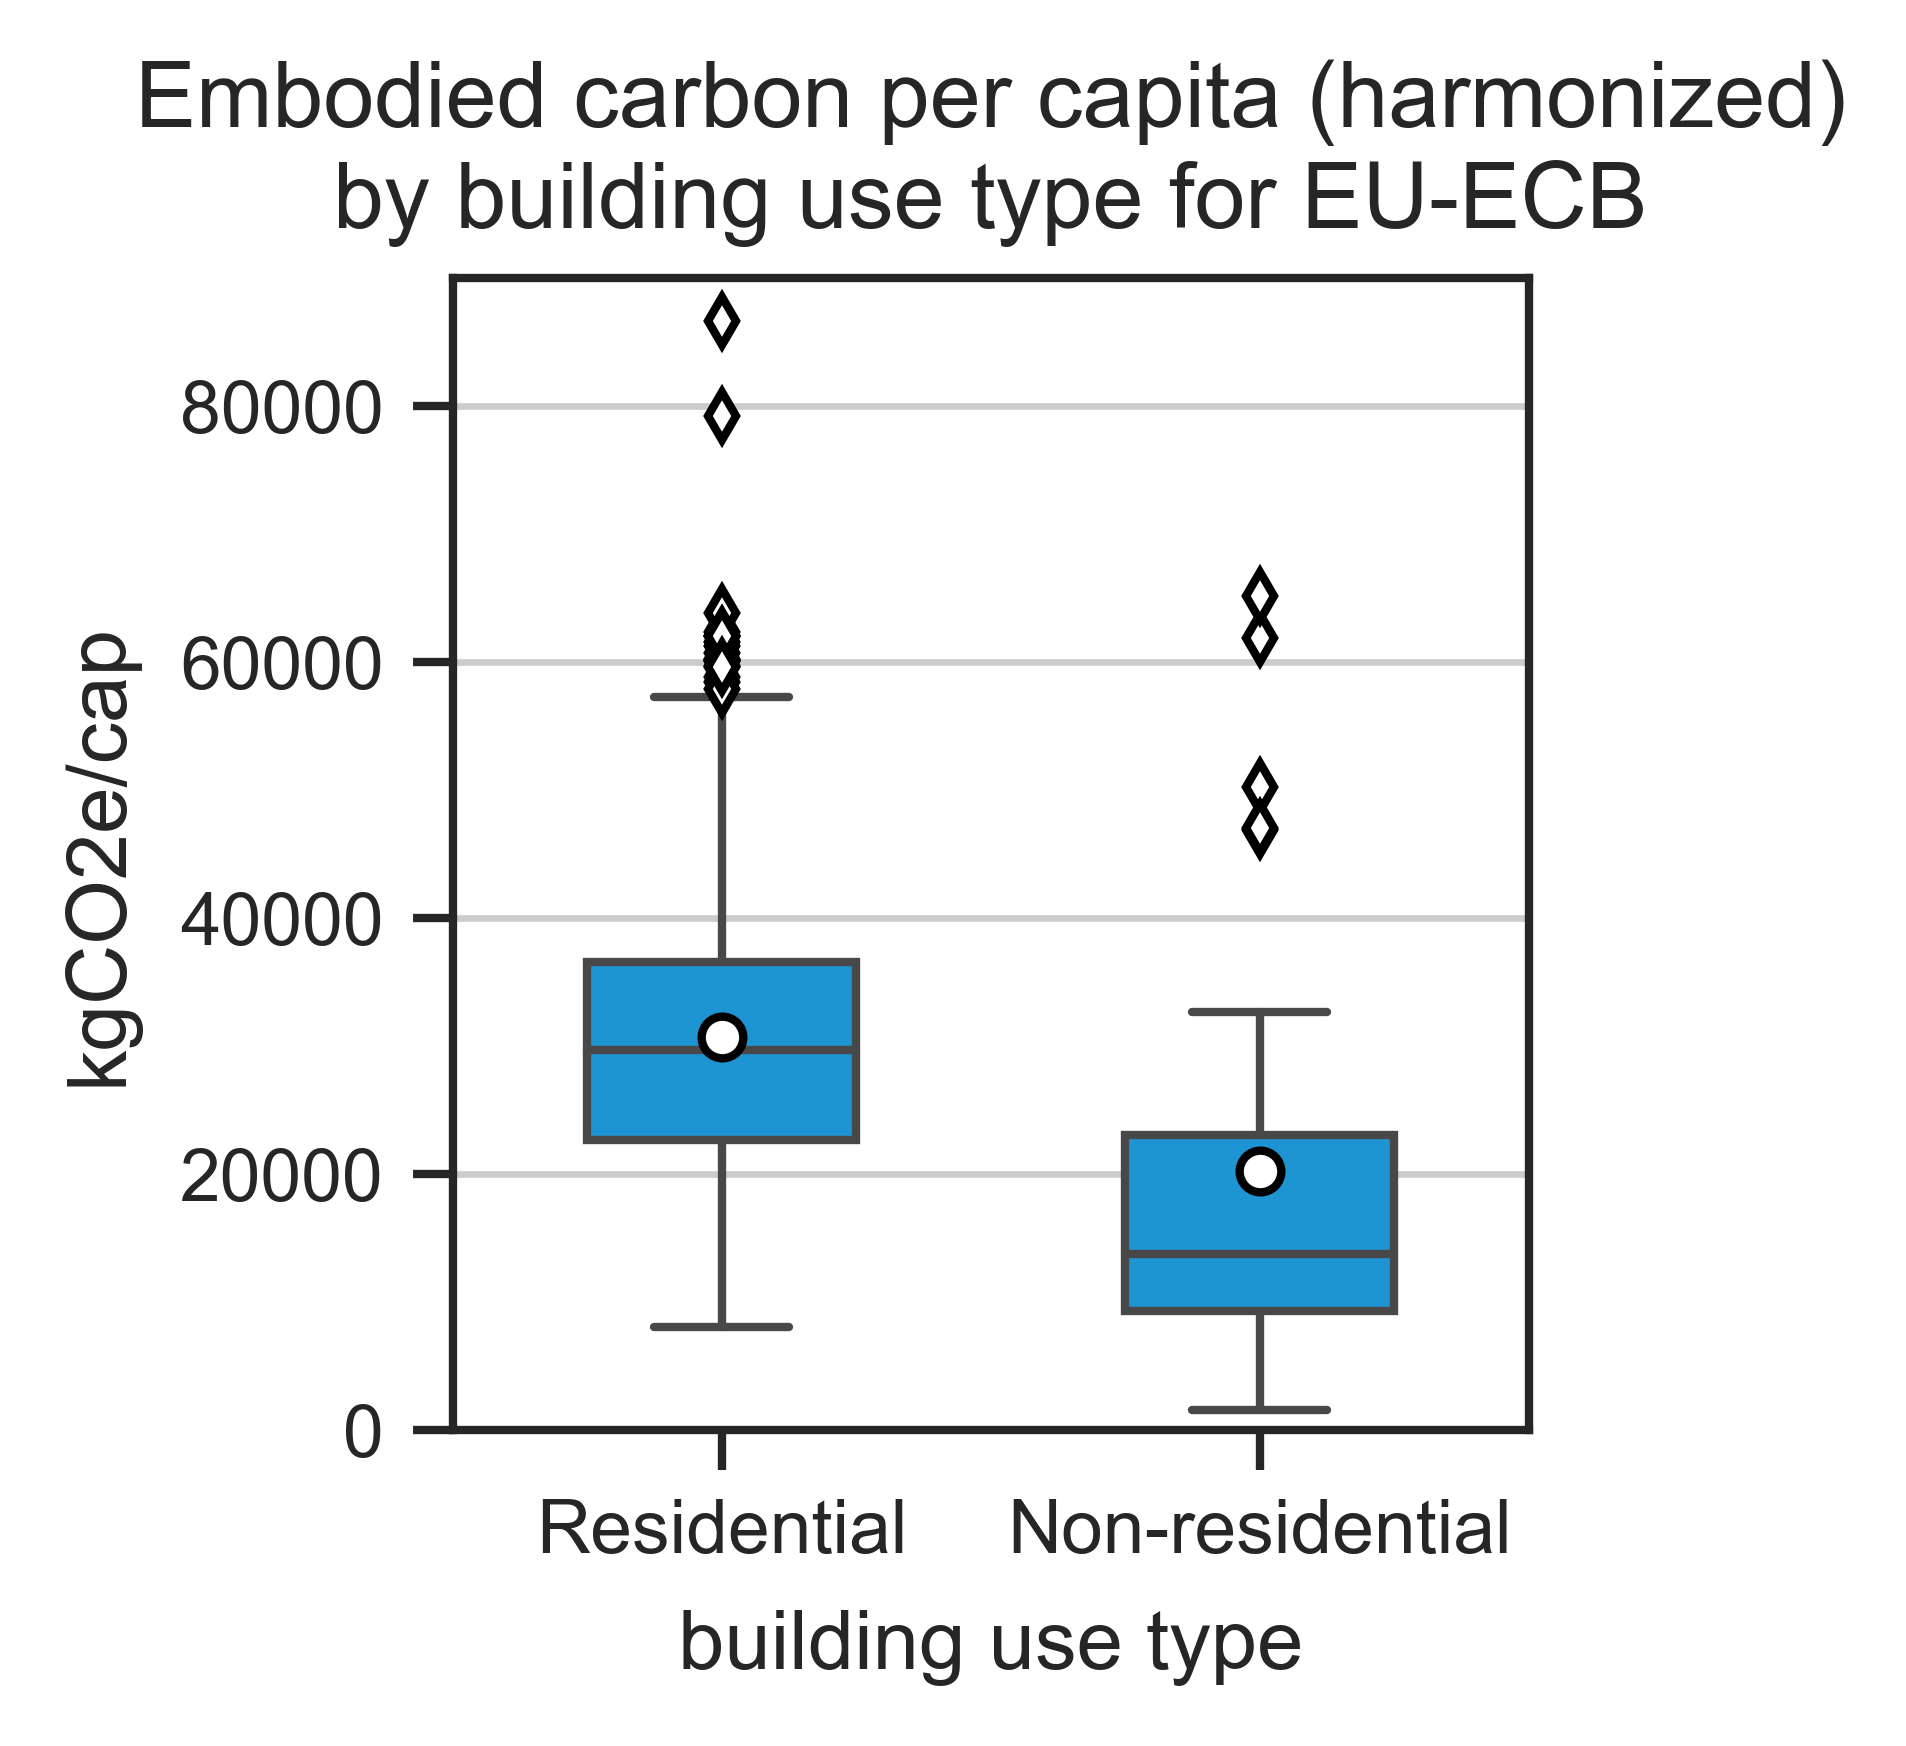 Embodied carbon per capita (harmonized)
by building use type for EU-ECB
kgCO2e/cap
80000
60000
40000
20000
0
Residential
Non-residential
building use type